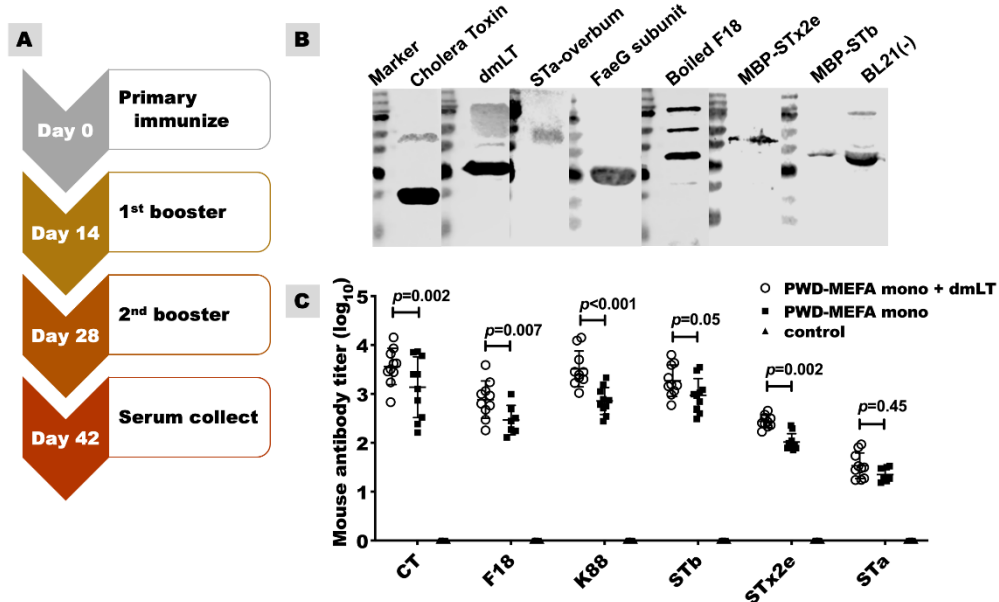 A
Day 0
Primary
immunize
Day 14
1st booster
Day 28
2nd booster
Day 42
Serum collect
B
Marker
Cholera Toxin
dmLT
STa-overbum
FaeG subunit
Boiled F18
MBP-STx2e
MBP-STb
BL21(-)
C
Mouse antibody titer (log10)
5
4
3
2
1
0
p=0.002
p=0.007
p<0.001
p=0.05
p=0.002
p=0.45
PWD-MEFA mono + dmLT
PWD-MEFA mono
control
CT
F18
K88
STb
STx2e
STa